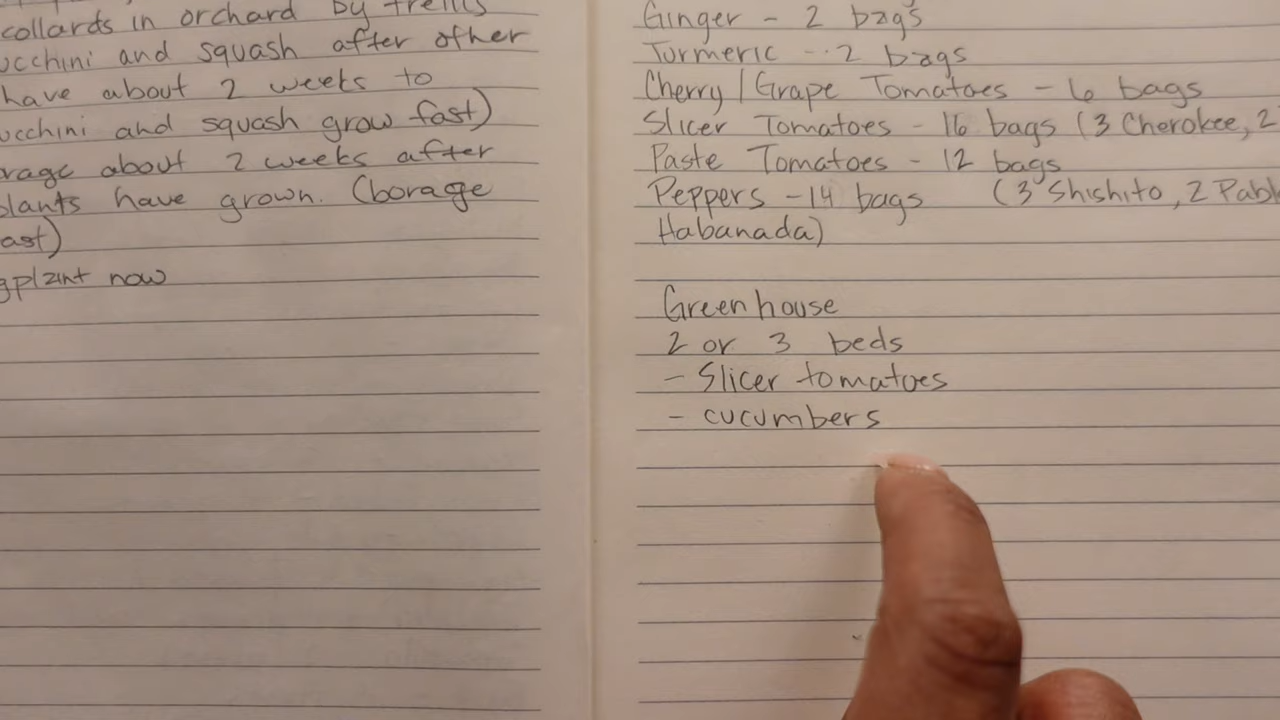 collards in orchard by trellis
ucchini and squash after other
have about 2 weeks to
ucchini and squash grow fast)
rage about 2 weeks after
plants have grown. (borage
ast)
gplant now
Ginger - 2 bags
Turmeric - 2 bags
Cherry/Grape Tomatoes - 6 bags
Slicer Tomatoes - 16 bags (3 Cherokee, 2
Paste Tomatoes - 12 bags
Peppers - 14 bags (3 Shishito, 2 Pabl
Habanada)
Greenhouse
2 or 3 beds
- Slicer tomatoes
- cucumbers